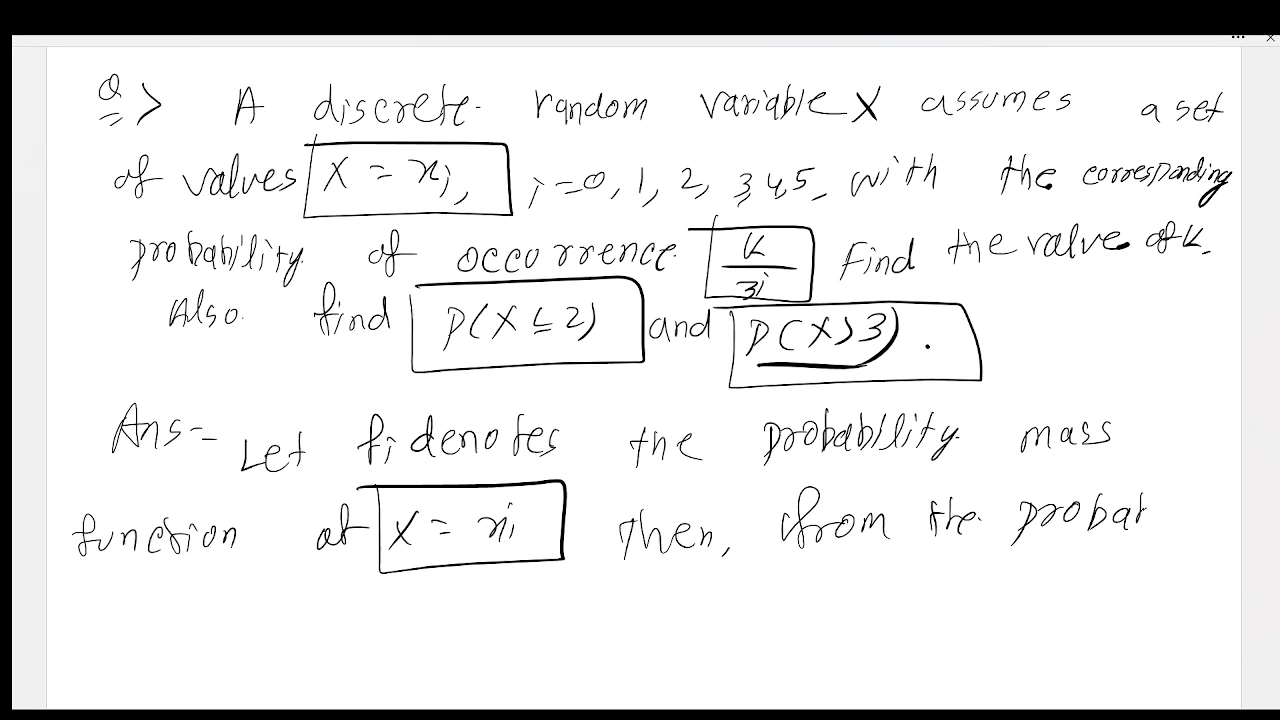 Q > A discrete random variable X assumes a set
of values X = xi, i = 0, 1, 2, 3, 4, 5, with the corresponding
probability of occurrence K/3i Find the value of K.
Also find P(X ≤ 2) and P(X > 3).
Ans- Let fi denotes the probability mass
function at X = xi Then, from the probat